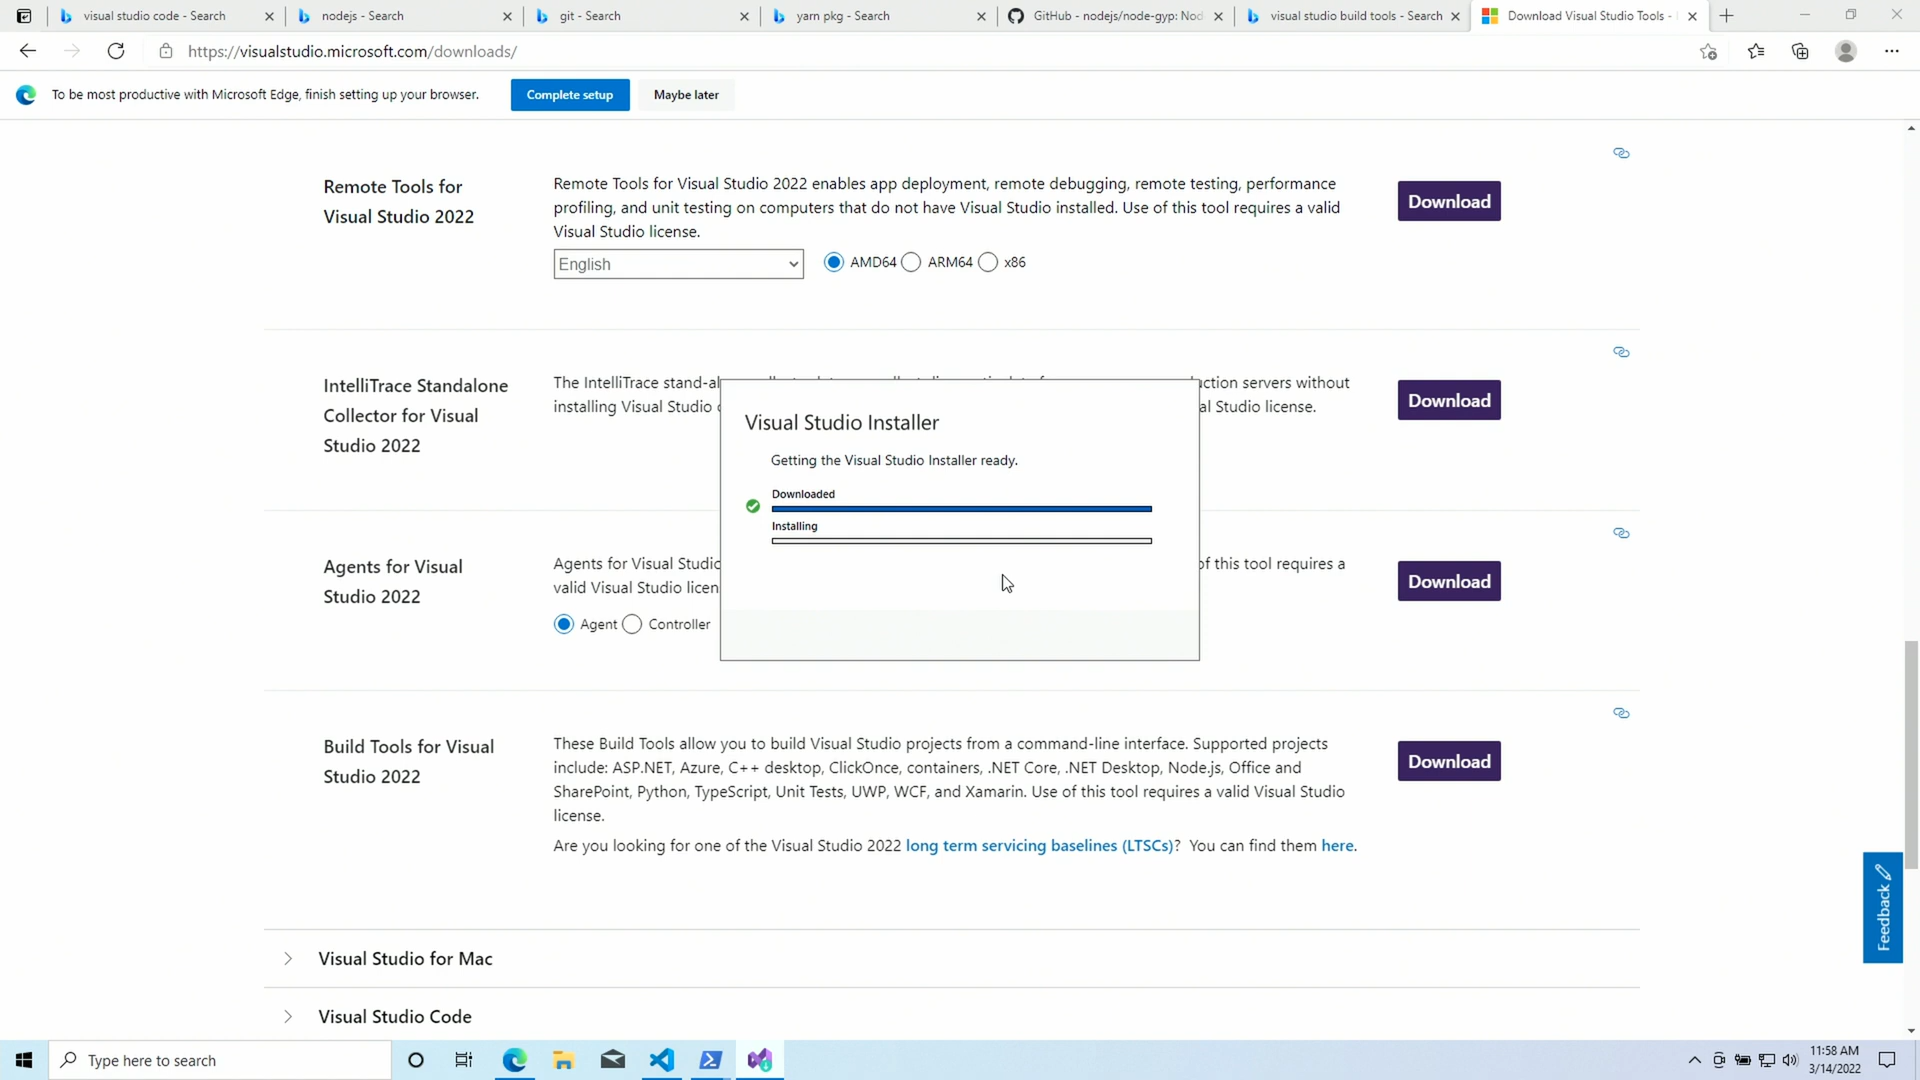 visual studio code - Search
nodejs - Search
git - Search
yarn pkg - Search
GitHub - nodejs/node-gyp: Nod
visual studio build tools - Search
Download Visual Studio Tools -
https://visualstudio.microsoft.com/downloads/
To be most productive with Microsoft Edge, finish setting up your browser.
Complete setup
Maybe later
Remote Tools for
Visual Studio 2022
Remote Tools for Visual Studio 2022 enables app deployment, remote debugging, remote testing, performance
profiling, and unit testing on computers that do not have Visual Studio installed. Use of this tool requires a valid
Visual Studio license.
English
AMD64
ARM64
x86
Download
IntelliTrace Standalone
Collector for Visual
Studio 2022
The IntelliTrace stand-al
uction servers without
installing Visual Studio
al Studio license.
Download
Visual Studio Installer
Getting the Visual Studio Installer ready.
Downloaded
Installing
Agents for Visual
Studio 2022
Agents for Visual Studio
of this tool requires a
valid Visual Studio licen
Agent
Controller
Download
Build Tools for Visual
Studio 2022
These Build Tools allow you to build Visual Studio projects from a command-line interface. Supported projects
include: ASP.NET, Azure, C++ desktop, ClickOnce, containers, .NET Core, .NET Desktop, Node.js, Office and
SharePoint, Python, TypeScript, Unit Tests, UWP, WCF, and Xamarin. Use of this tool requires a valid Visual Studio
license.
Are you looking for one of the Visual Studio 2022 long term servicing baselines (LTSCs)? You can find them here.
Download
Feedback
Visual Studio for Mac
Visual Studio Code
Type here to search
11:58 AM
3/14/2022